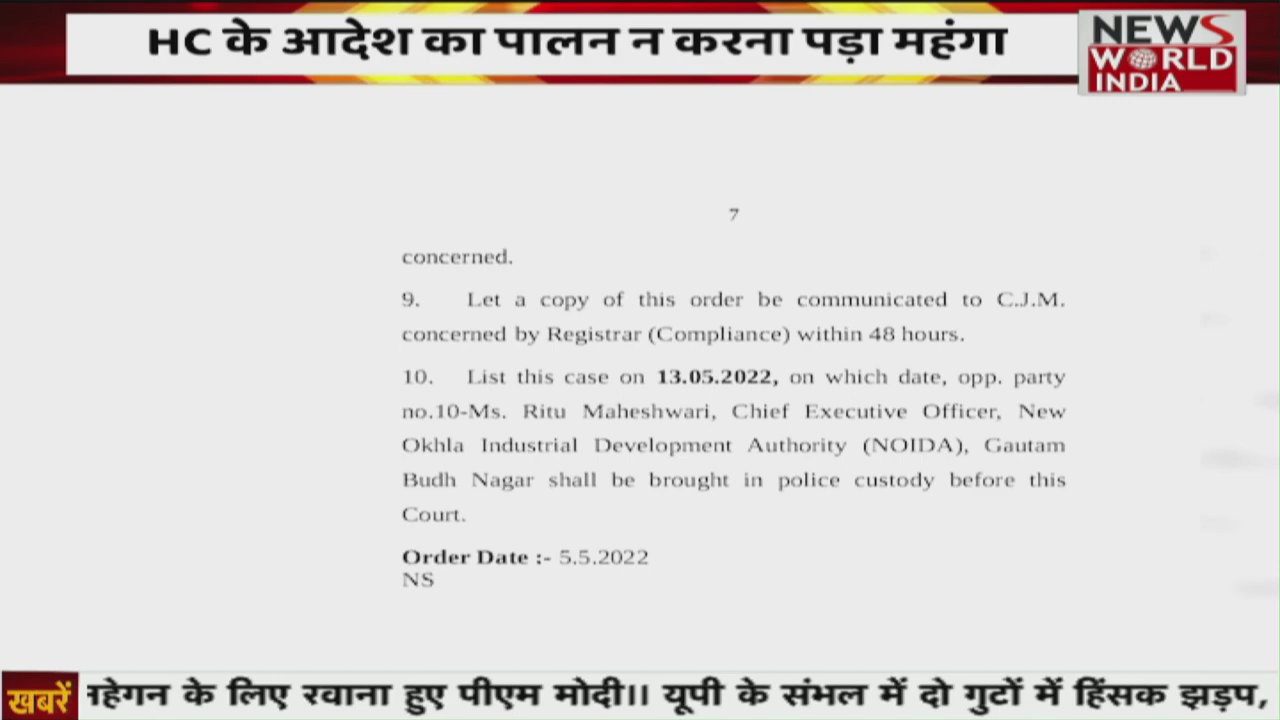 HC के आदेश का पालन न करना पड़ा महंगा
NEWS
WORLD
INDIA
7
concerned.
9. Let a copy of this order be communicated to C.J.M.
concerned by Registrar (Compliance) within 48 hours.
10. List this case on 13.05.2022, on which date, opp. party
no.10-Ms. Ritu Maheshwari, Chief Executive Officer, New
Okhla Industrial Development Authority (NOIDA), Gautam
Budh Nagar shall be brought in police custody before this
Court.
Order Date :- 5.5.2022
NS
खबरें
के लिए रवाना हुए पीएम मोदी।। यूपी के संभल में दो गुटों में हिंसक झड़प,